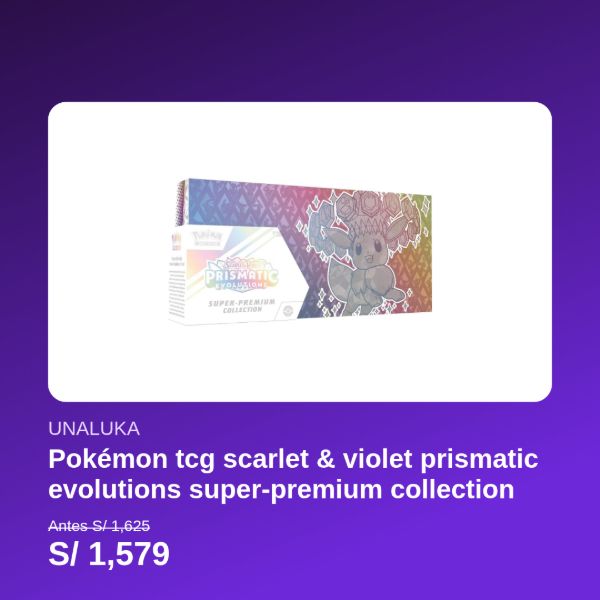 Pokémon
PRISMATIC
EVOLUTIONS
SUPER-PREMIUM
COLLECTION
UNALUKA
Pokémon tcg scarlet & violet prismatic
evolutions super-premium collection
Antes S/ 1,625
S/ 1,579